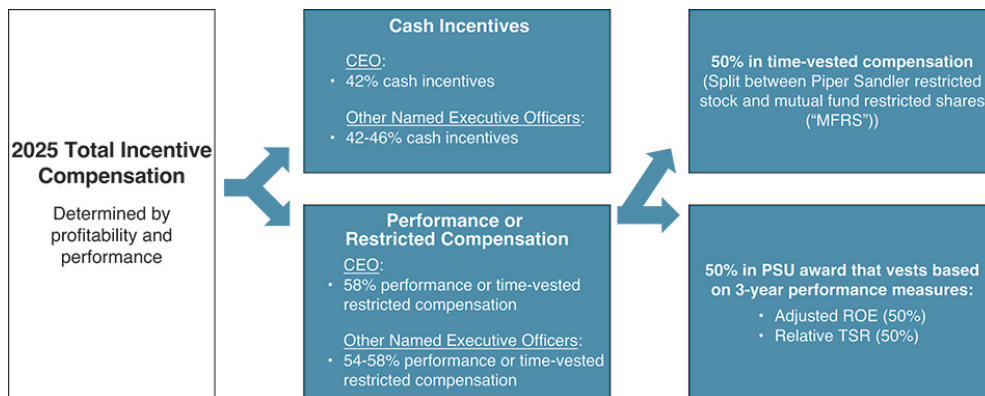 2025 Total Incentive
Compensation
Determined by
profitability and
performance
Cash Incentives
CEO:
• 42% cash incentives
Other Named Executive Officers:
• 42-46% cash incentives
Performance or
Restricted Compensation
CEO:
• 58% performance or time-vested
restricted compensation
Other Named Executive Officers:
• 54-58% performance or time-vested
restricted compensation
50% in time-vested compensation
(Split between Piper Sandler restricted
stock and mutual fund restricted shares
(“MFRS”))
50% in PSU award that vests based
on 3-year performance measures:
• Adjusted ROE (50%)
• Relative TSR (50%)